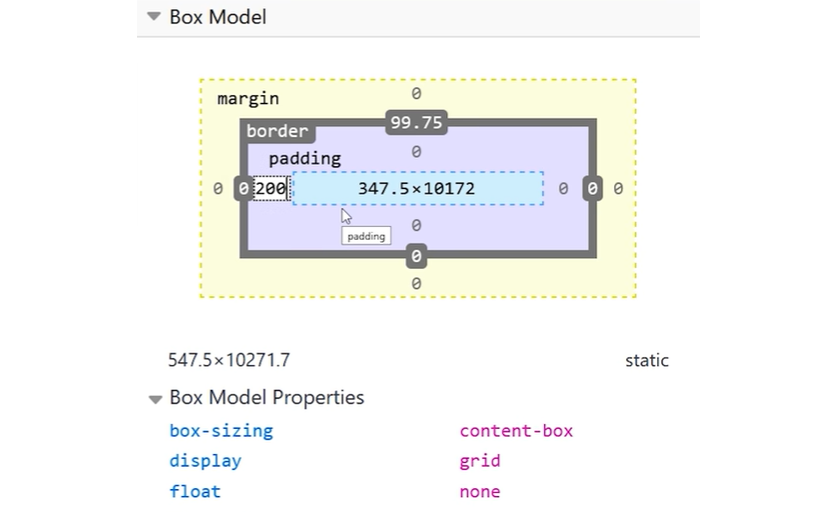 Box Model
margin 0
border 99.75
padding 0
0 0 200 347.5×10172 0 0 0
0
padding
0
0
547.5×10271.7 static
Box Model Properties
box-sizing content-box
display grid
float none